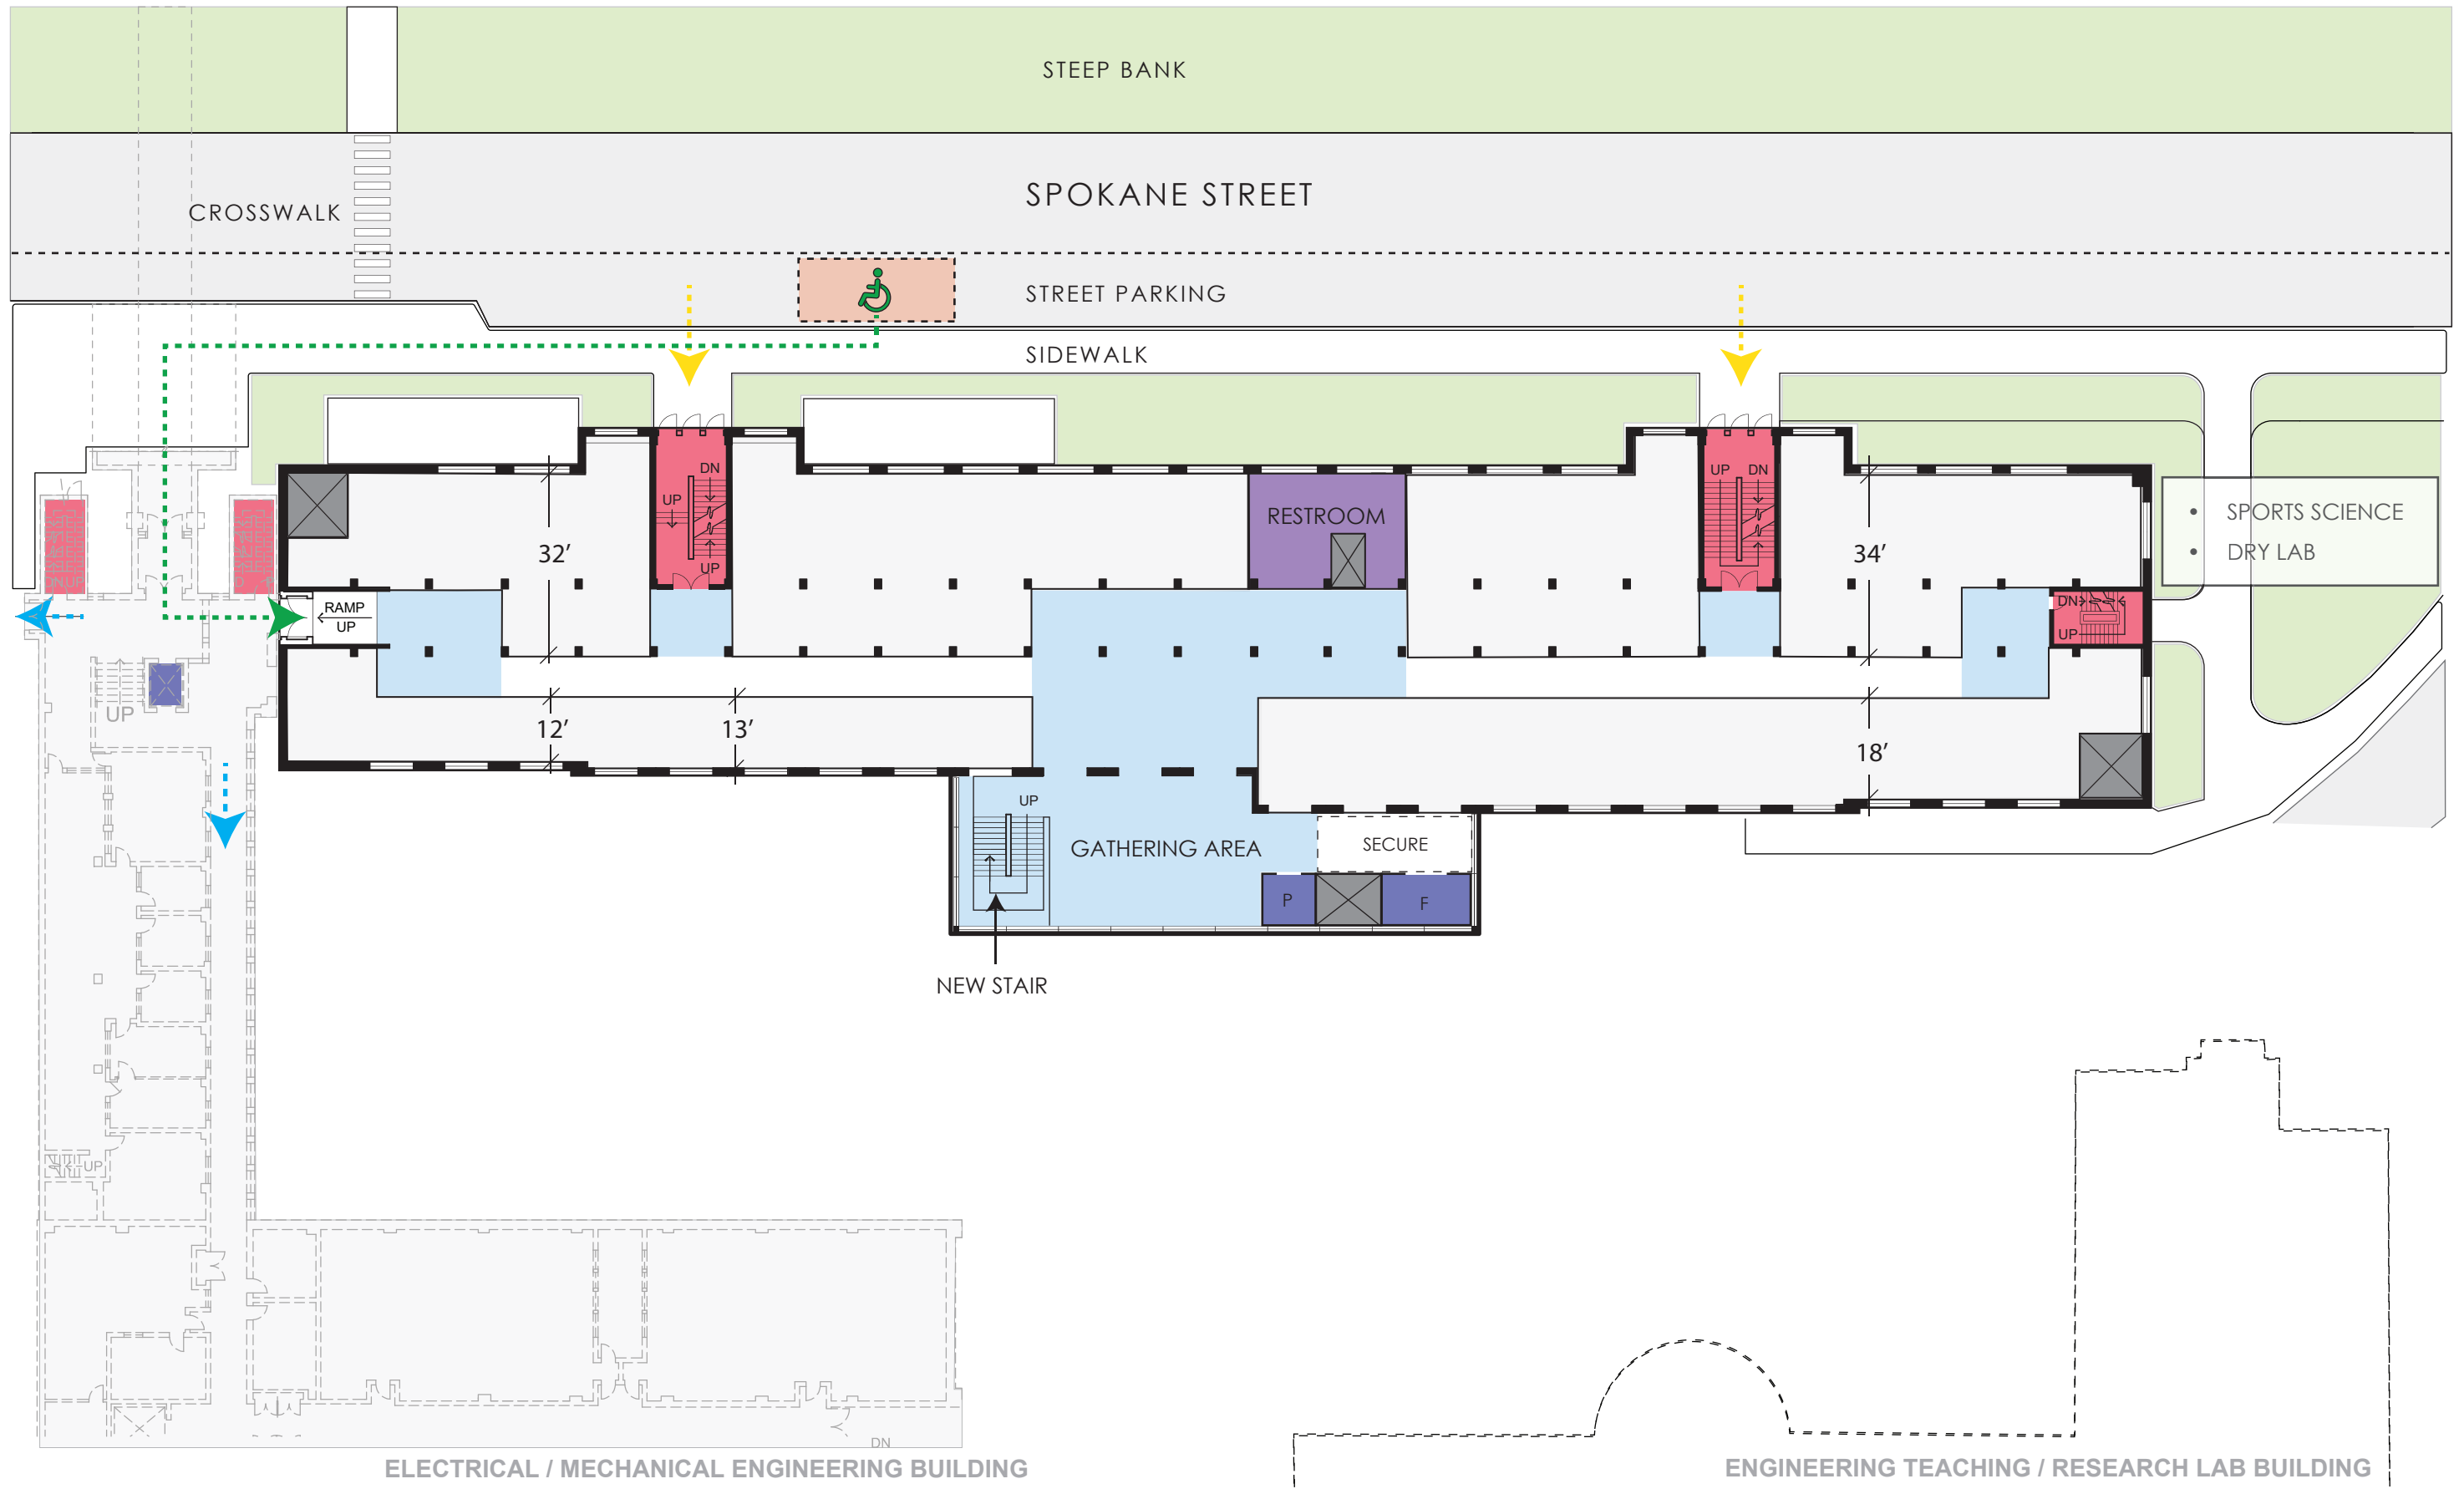 STEEP BANK
SPOKANE STREET
CROSSWALK
STREET PARKING
SIDEWALK
DN
UP
UP
UP DN
RESTROOM
• SPORTS SCIENCE
• DRY LAB
32’
34’
UP
RAMP
UP
DN
UP
UP
12’
13’
18’
UP
GATHERING AREA
SECURE
P
F
NEW STAIR
UP
DN
ELECTRICAL / MECHANICAL ENGINEERING BUILDING
ENGINEERING TEACHING / RESEARCH LAB BUILDING